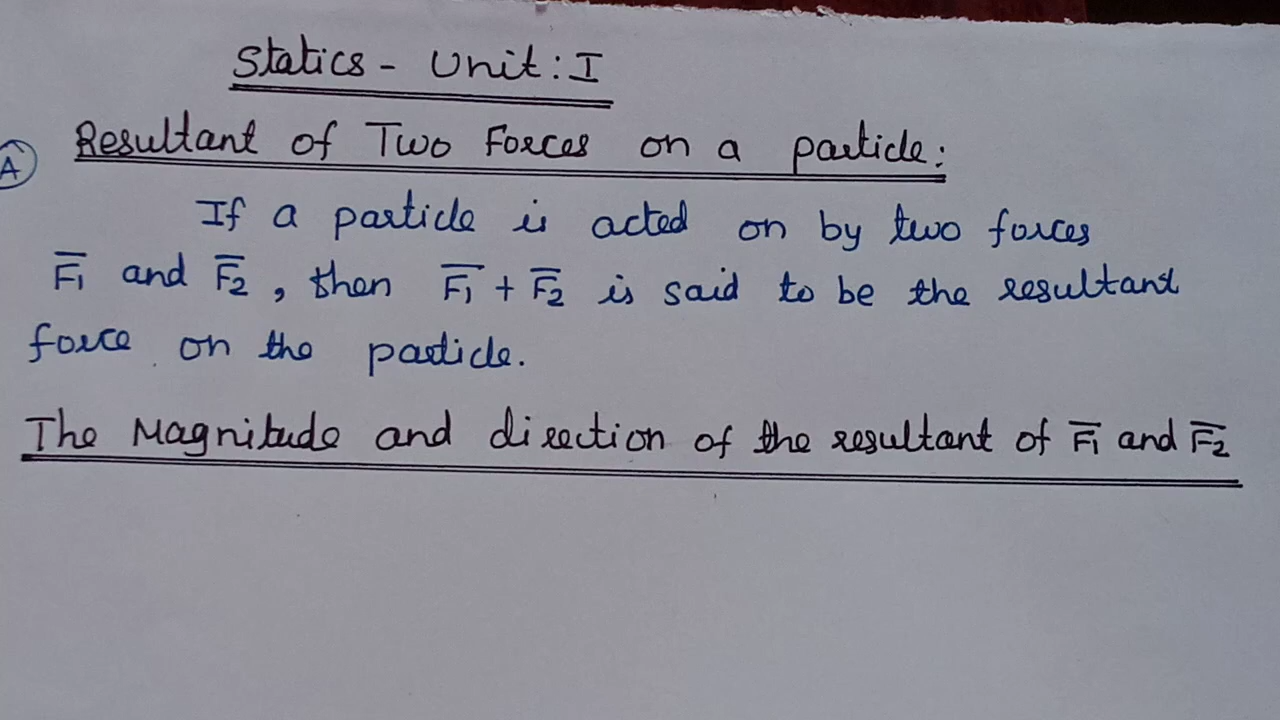 Statics - Unit: I
Resultant of Two Forces on a particle:
A
If a particle is acted on by two forces
F̅₁ and F̅₂, then F̅₁ + F̅₂ is said to be the resultant
force on the particle.
The Magnitude and direction of the resultant of F̅₁ and F̅₂